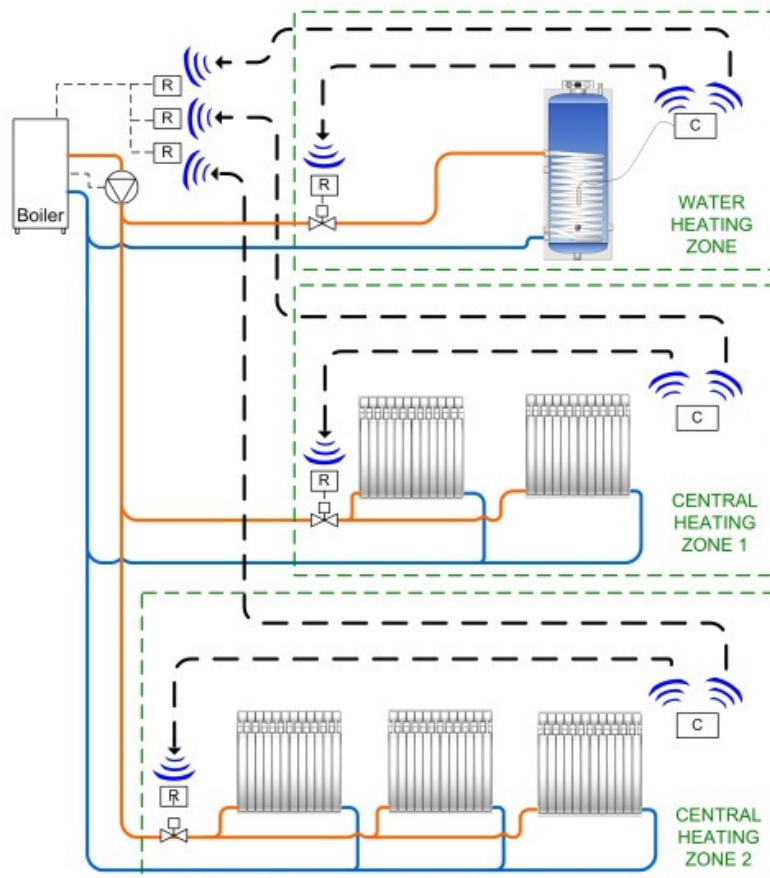 R
R
R
Boiler
R
C
WATER
HEATING
ZONE
C
R
CENTRAL
HEATING
ZONE 1
C
R
CENTRAL
HEATING
ZONE 2